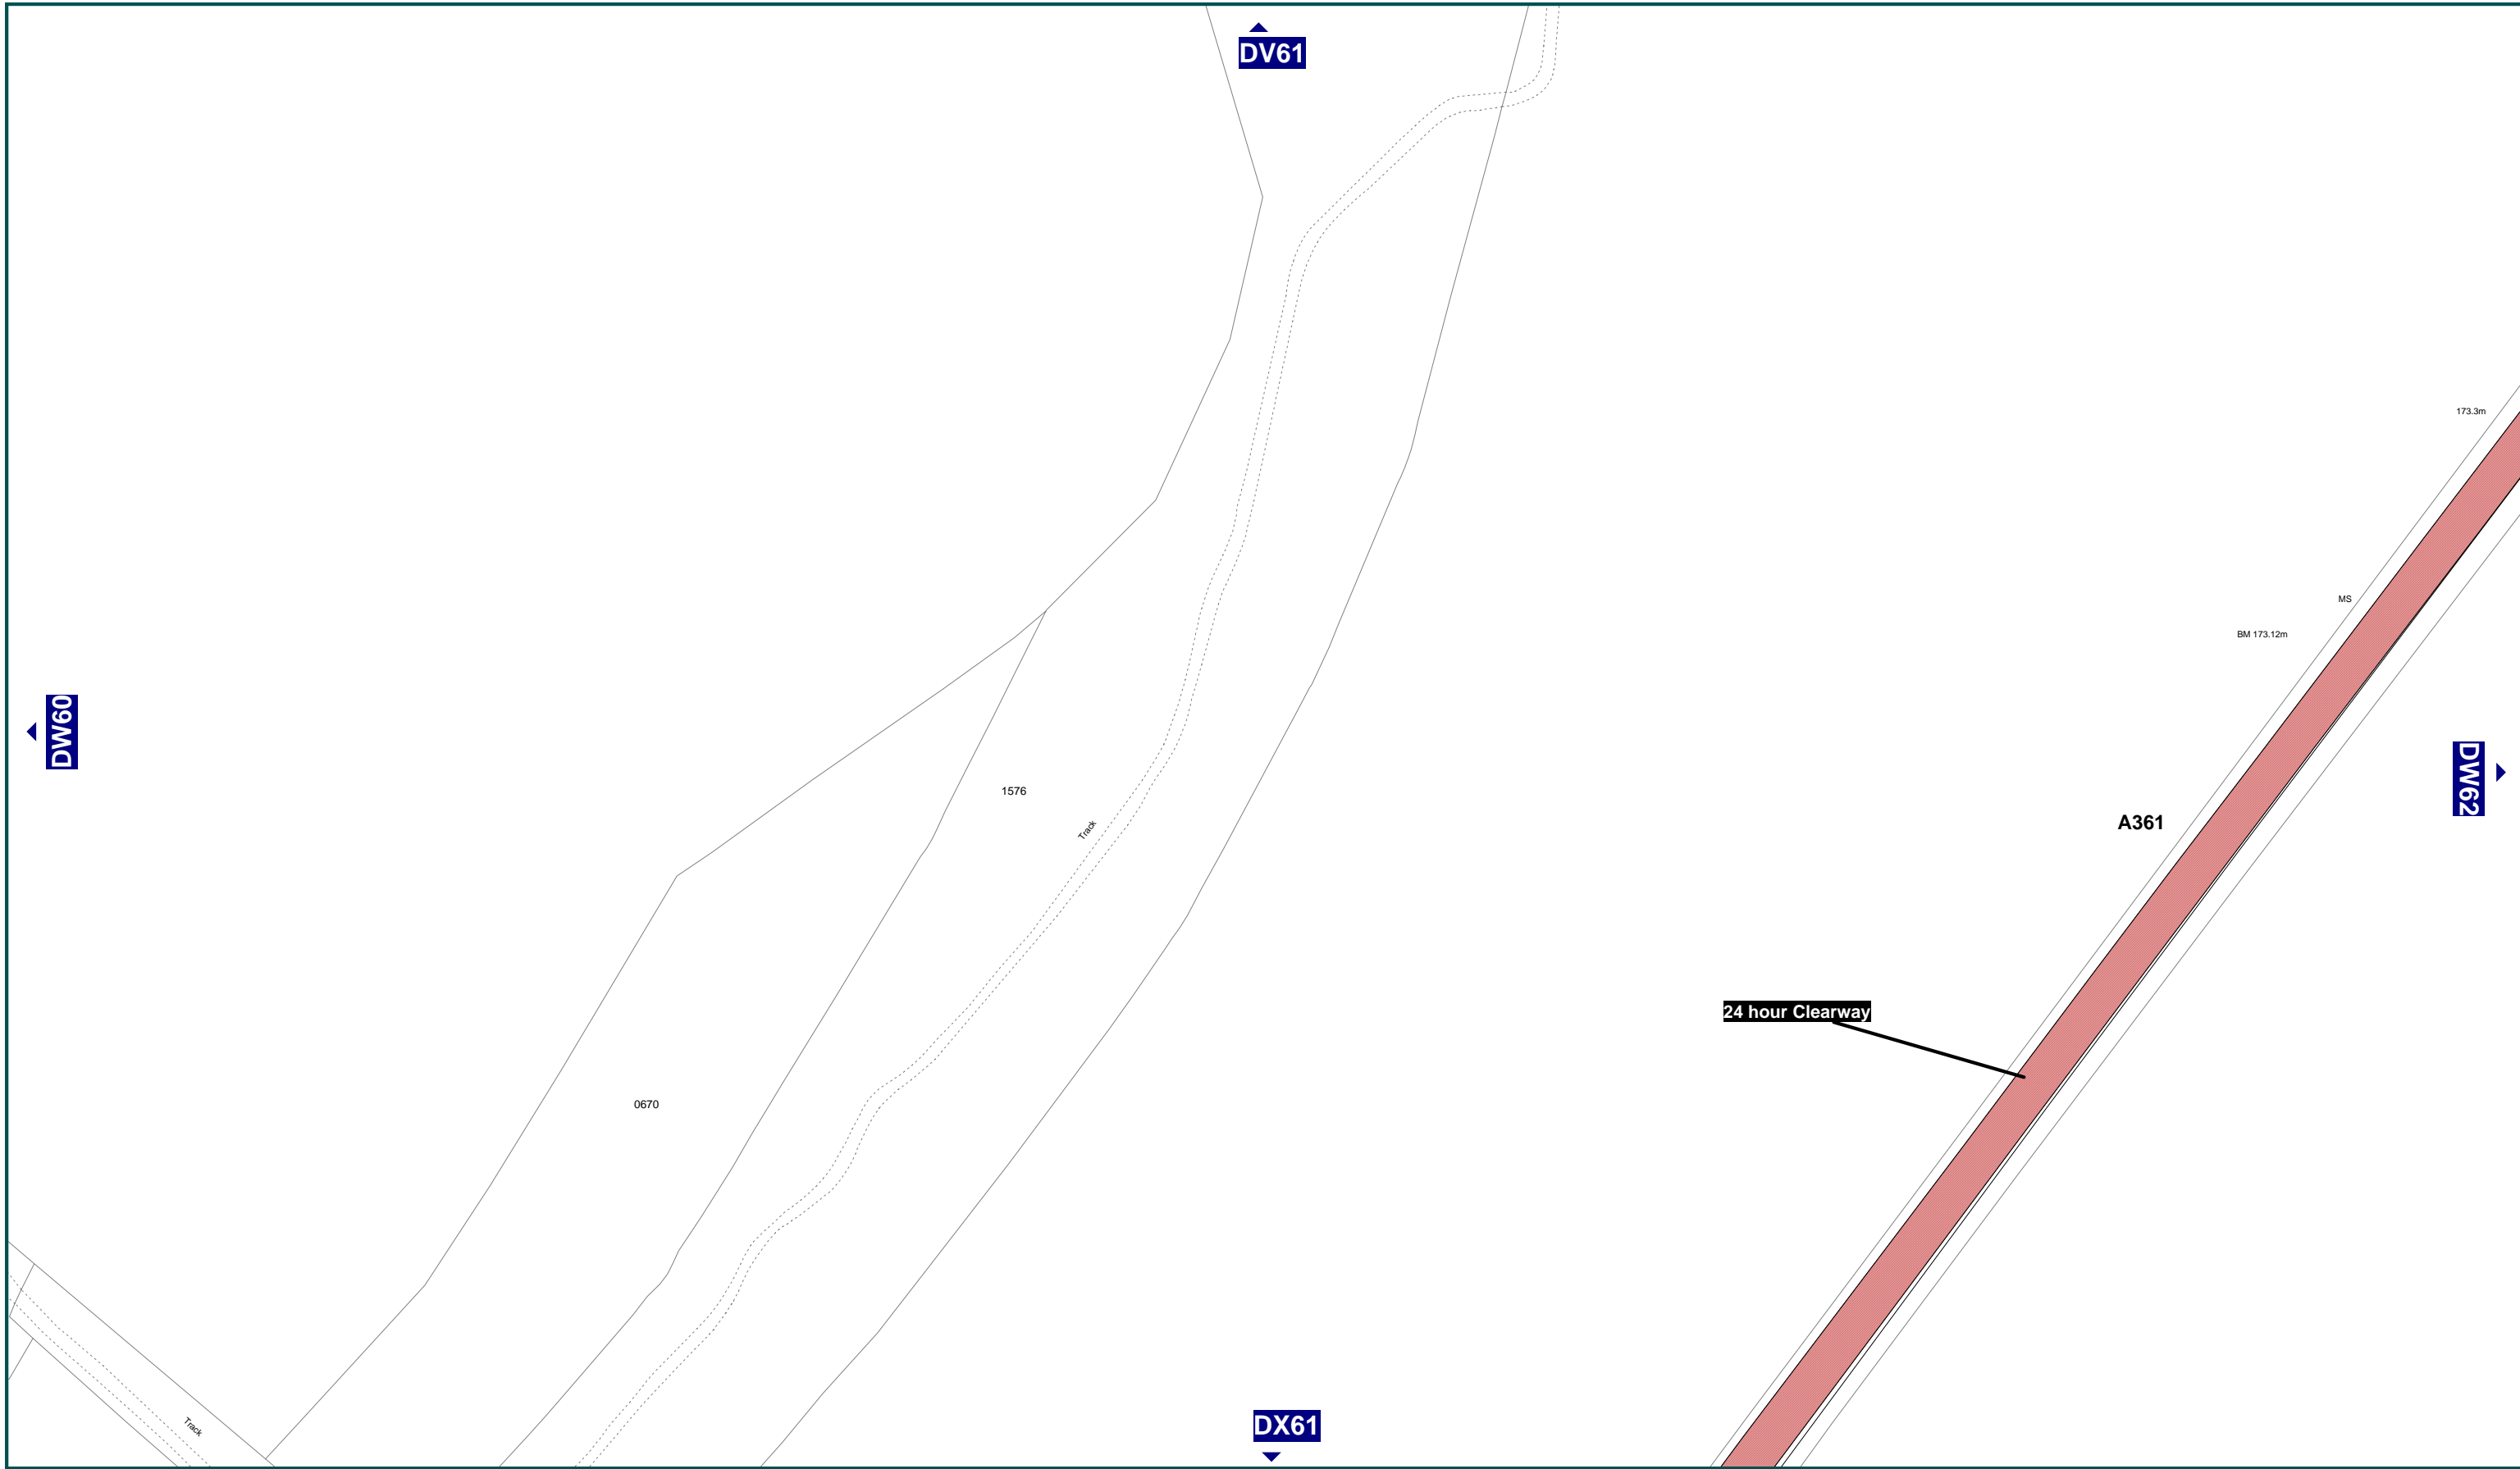 DV61
173.3m
MS
BM 173.12m
DW60
DW62
1576
Track
A361
24 hour Clearway
0670
Track
DX61